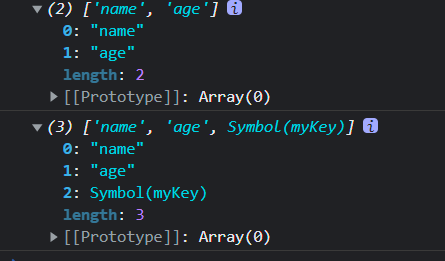 ▼ (2) ['name', 'age'] i
0: "name"
1: "age"
length: 2
▶ [[Prototype]]: Array(0)
▼ (3) ['name', 'age', Symbol(myKey)] i
0: "name"
1: "age"
2: Symbol(myKey)
length: 3
▶ [[Prototype]]: Array(0)